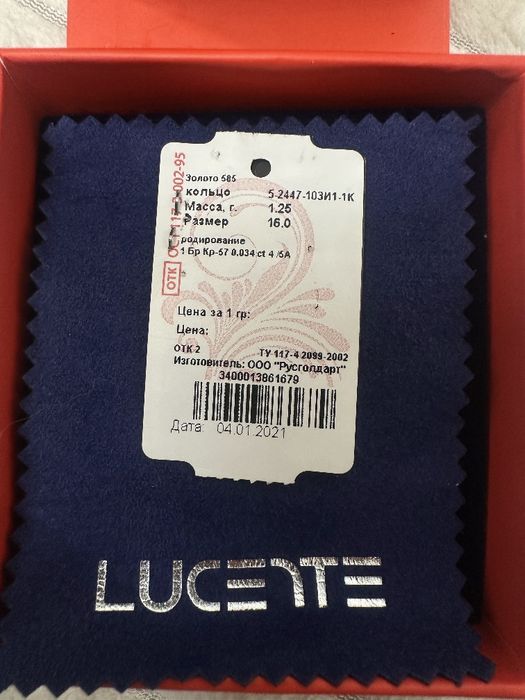 Золото 585
кольцо 5-2447-103И1-1К
Масса, г. 1.25
Размер 16.0
родирование
1 Бр Кр-57 0.034 ct 4/5А
ОТК
Цена за 1 гр:
Цена:
ОТК 2 ТУ 117-4 2099-2002
Изготовитель: ООО "Русголдарт"
3400013861679
Дата: 04.01.2021
LUCENTE